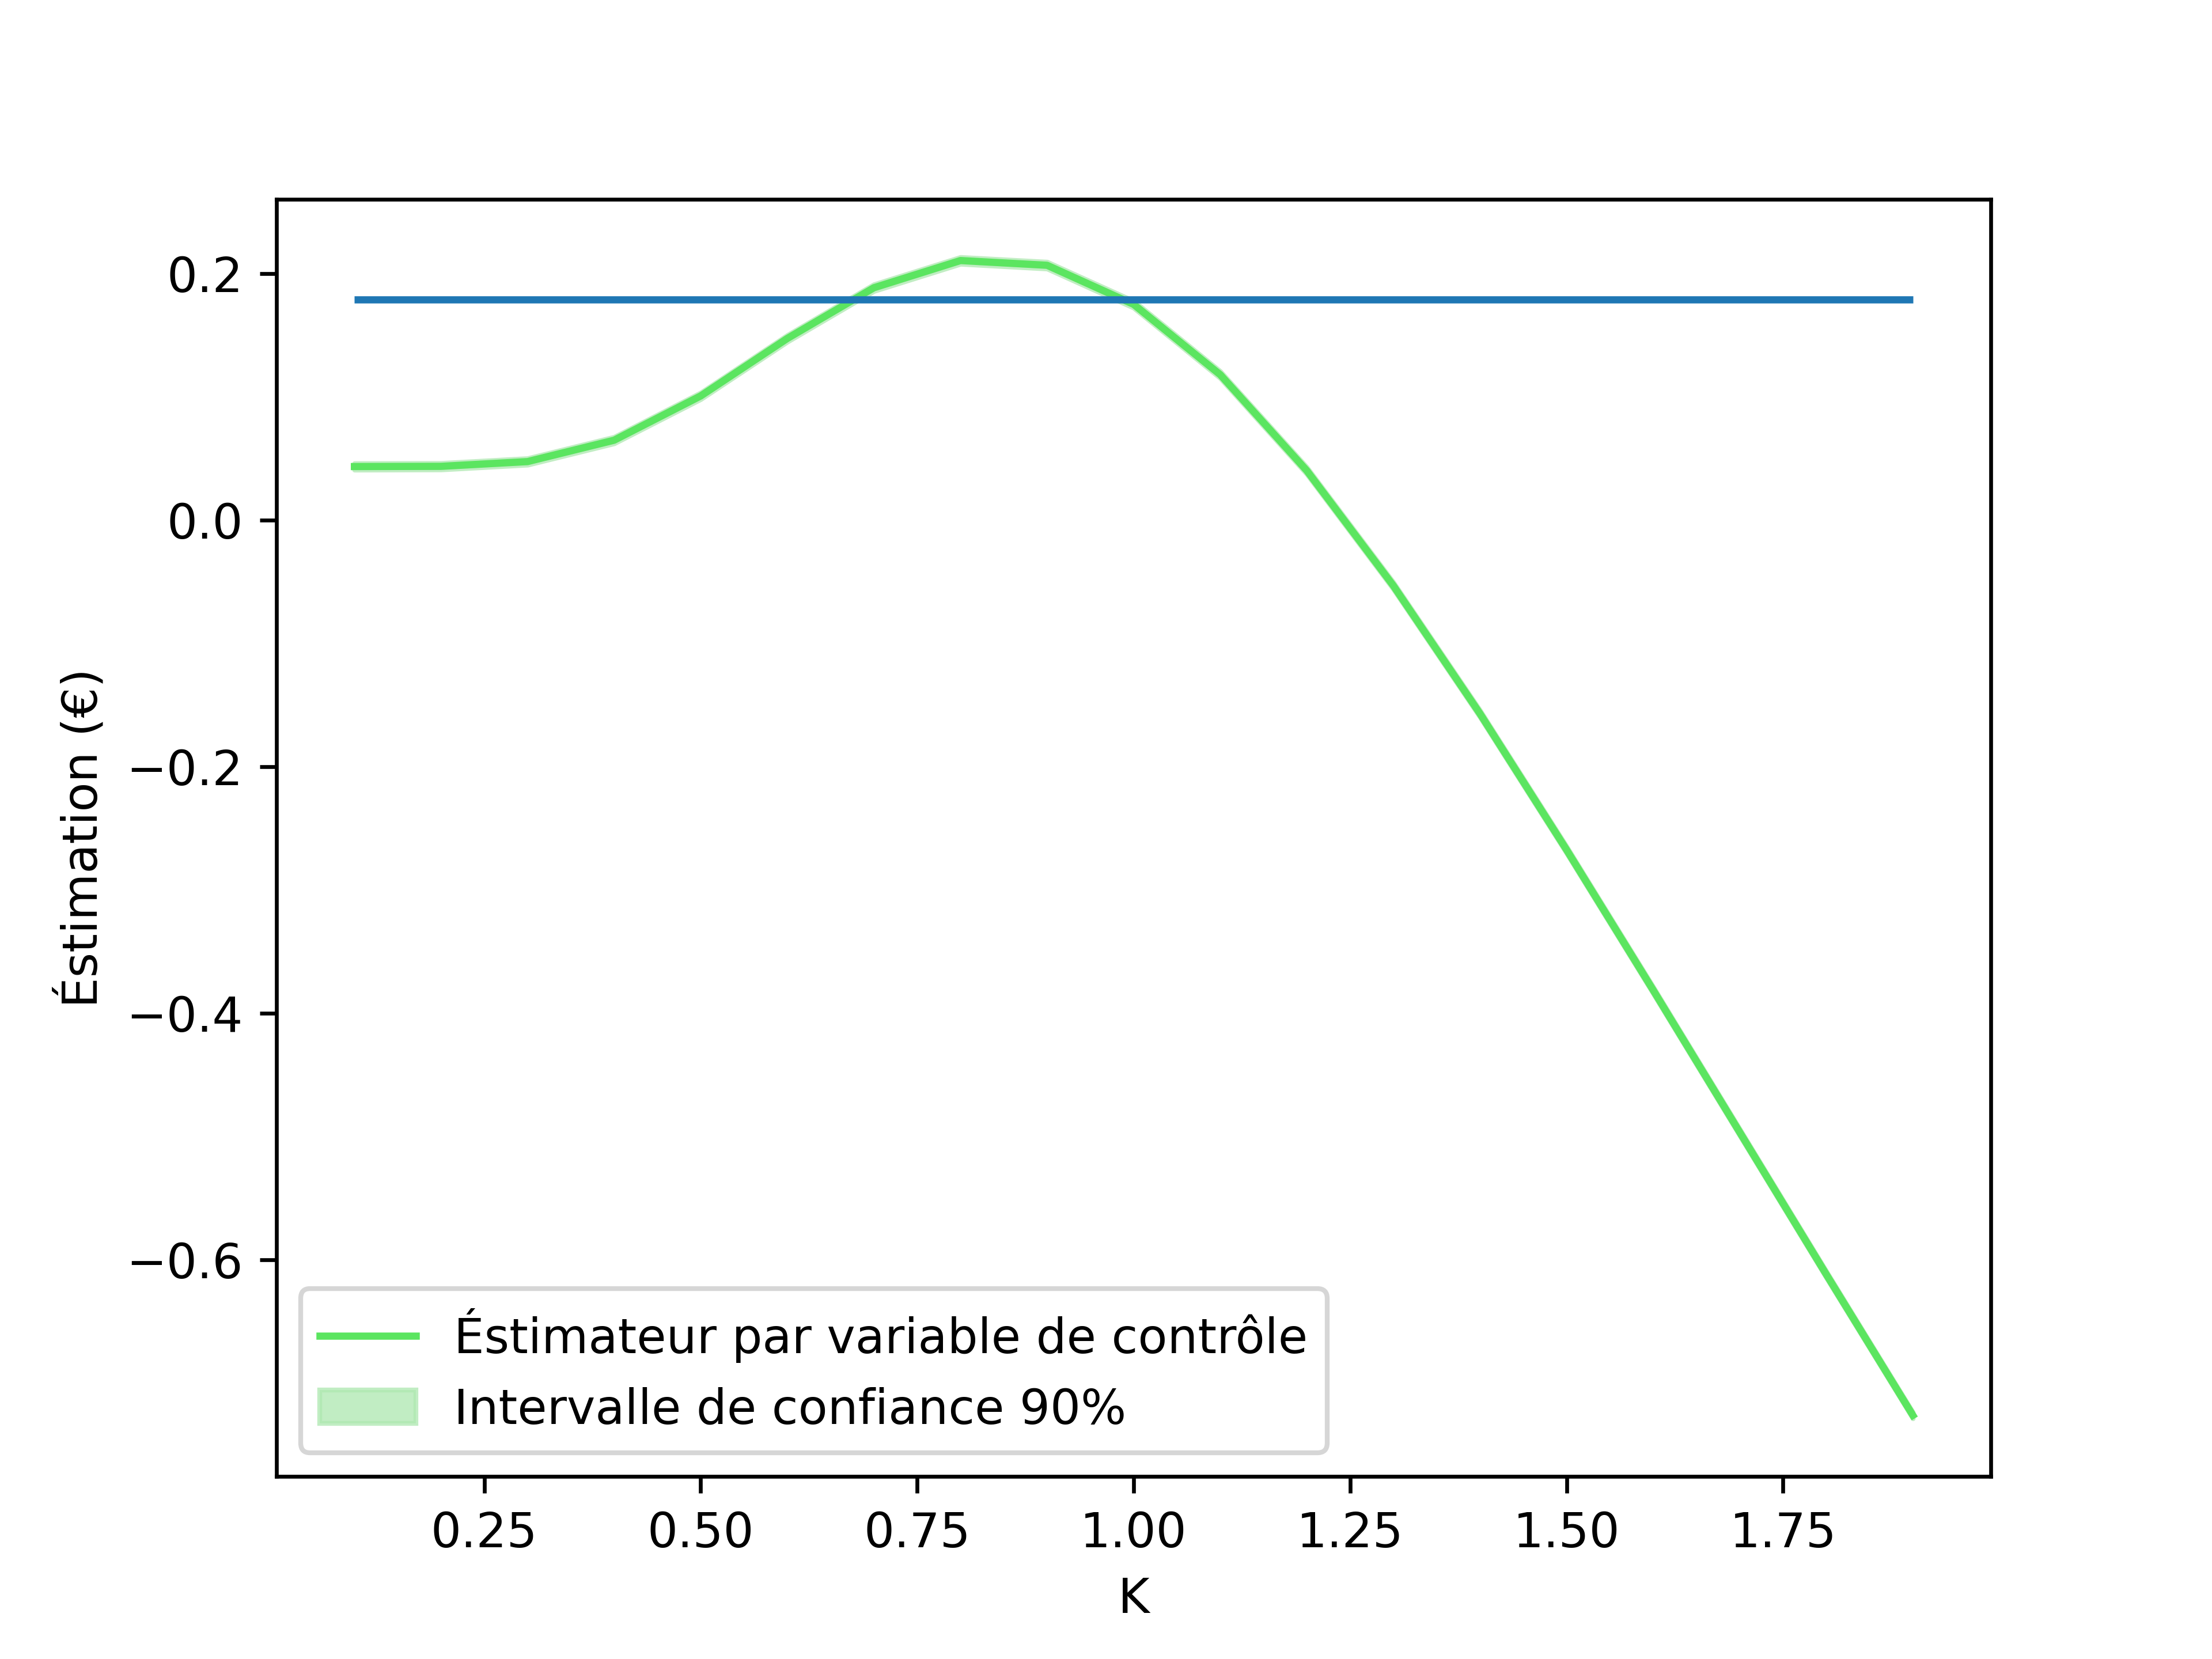 0.2
0.0
−0.2
−0.4
−0.6
Éstimation (€)
Éstimateur par variable de contrôle
Intervalle de confiance 90%
0.25 0.50 0.75 1.00 1.25 1.50 1.75
K